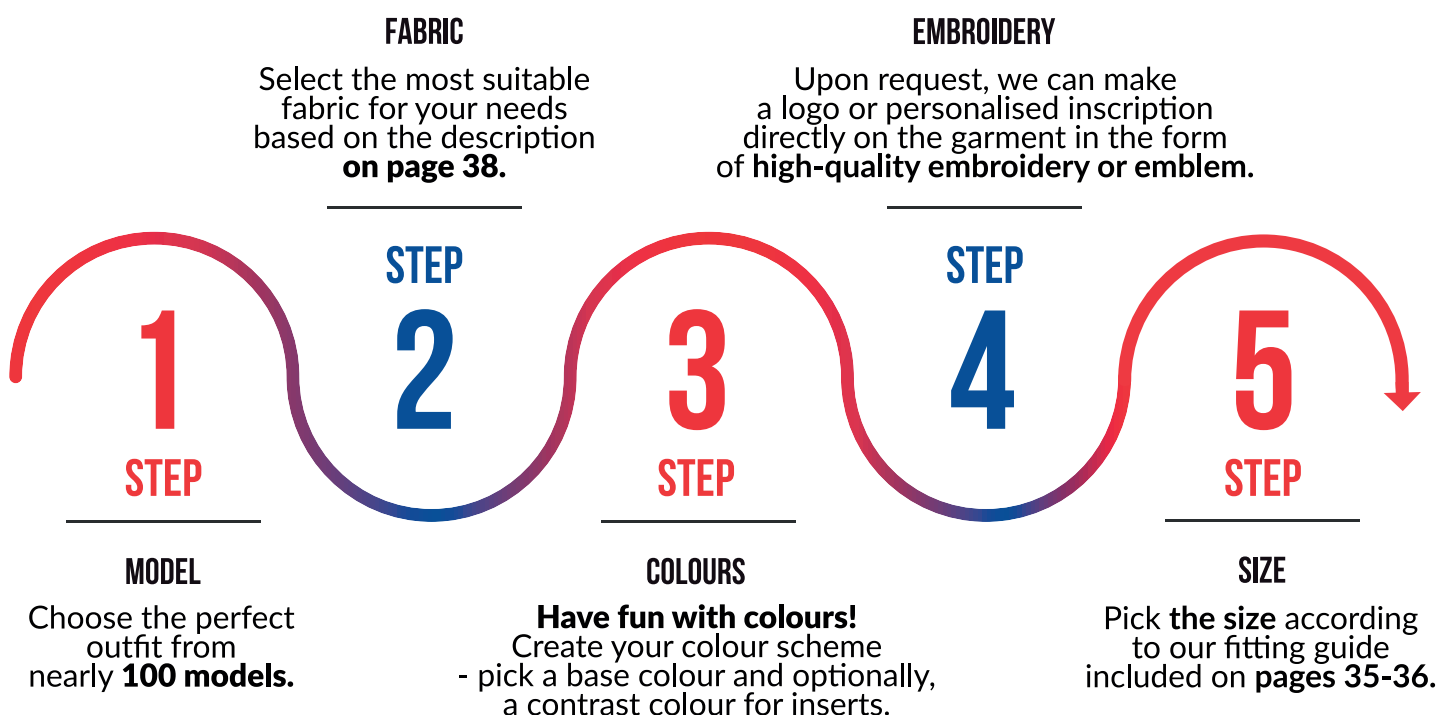 FABRIC
Select the most suitable
fabric for your needs
based on the description
on page 38.
EMBROIDERY
Upon request, we can make
a logo or personalised inscription
directly on the garment in the form
of high-quality embroidery or emblem.
1
STEP
MODEL
Choose the perfect
outfit from
nearly 100 models.
STEP
2
3
STEP
COLOURS
Have fun with colours!
Create your colour scheme
- pick a base colour and optionally,
a contrast colour for inserts.
STEP
4
5
STEP
SIZE
Pick the size according
to our fitting guide
included on pages 35-36.